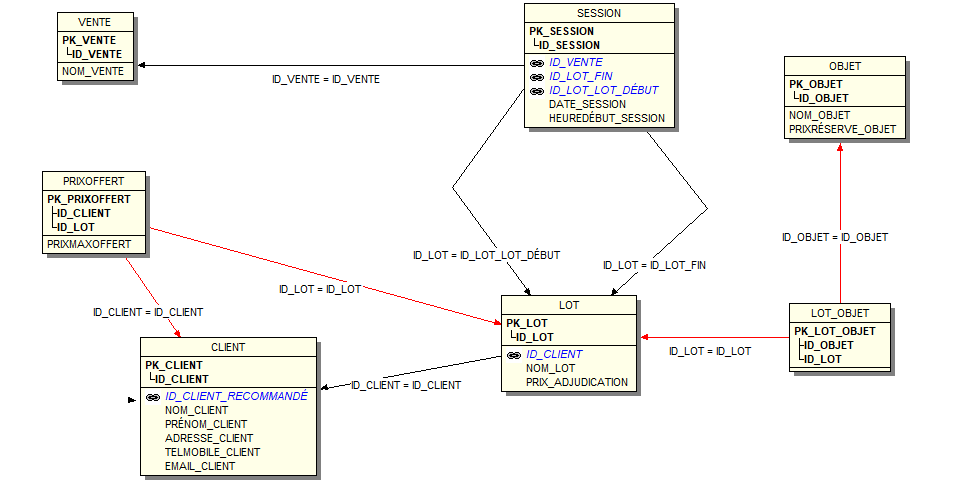 VENTE
PK_VENTE
ID_VENTE
NOM_VENTE
SESSION
PK_SESSION
ID_SESSION
ID_VENTE
ID_LOT_FIN
ID_LOT_LOT_DÉBUT
DATE_SESSION
HEUREDÉBUT_SESSION
ID_VENTE = ID_VENTE
OBJET
PK_OBJET
ID_OBJET
NOM_OBJET
PRIXRÉSERVE_OBJET
PRIXOFFERT
PK_PRIXOFFERT
ID_CLIENT
ID_LOT
PRIXMAXOFFERT
ID_OBJET = ID_OBJET
ID_LOT = ID_LOT_LOT_DÉBUT
ID_LOT = ID_LOT_FIN
ID_LOT = ID_LOT
ID_CLIENT = ID_CLIENT
LOT
PK_LOT
ID_LOT
ID_CLIENT
NOM_LOT
PRIX_ADJUDICATION
LOT_OBJET
PK_LOT_OBJET
ID_OBJET
ID_LOT
ID_LOT = ID_LOT
CLIENT
PK_CLIENT
ID_CLIENT
ID_CLIENT_RECOMMANDÉ
NOM_CLIENT
PRÉNOM_CLIENT
ADRESSE_CLIENT
TELMOBILE_CLIENT
EMAIL_CLIENT
ID_CLIENT = ID_CLIENT